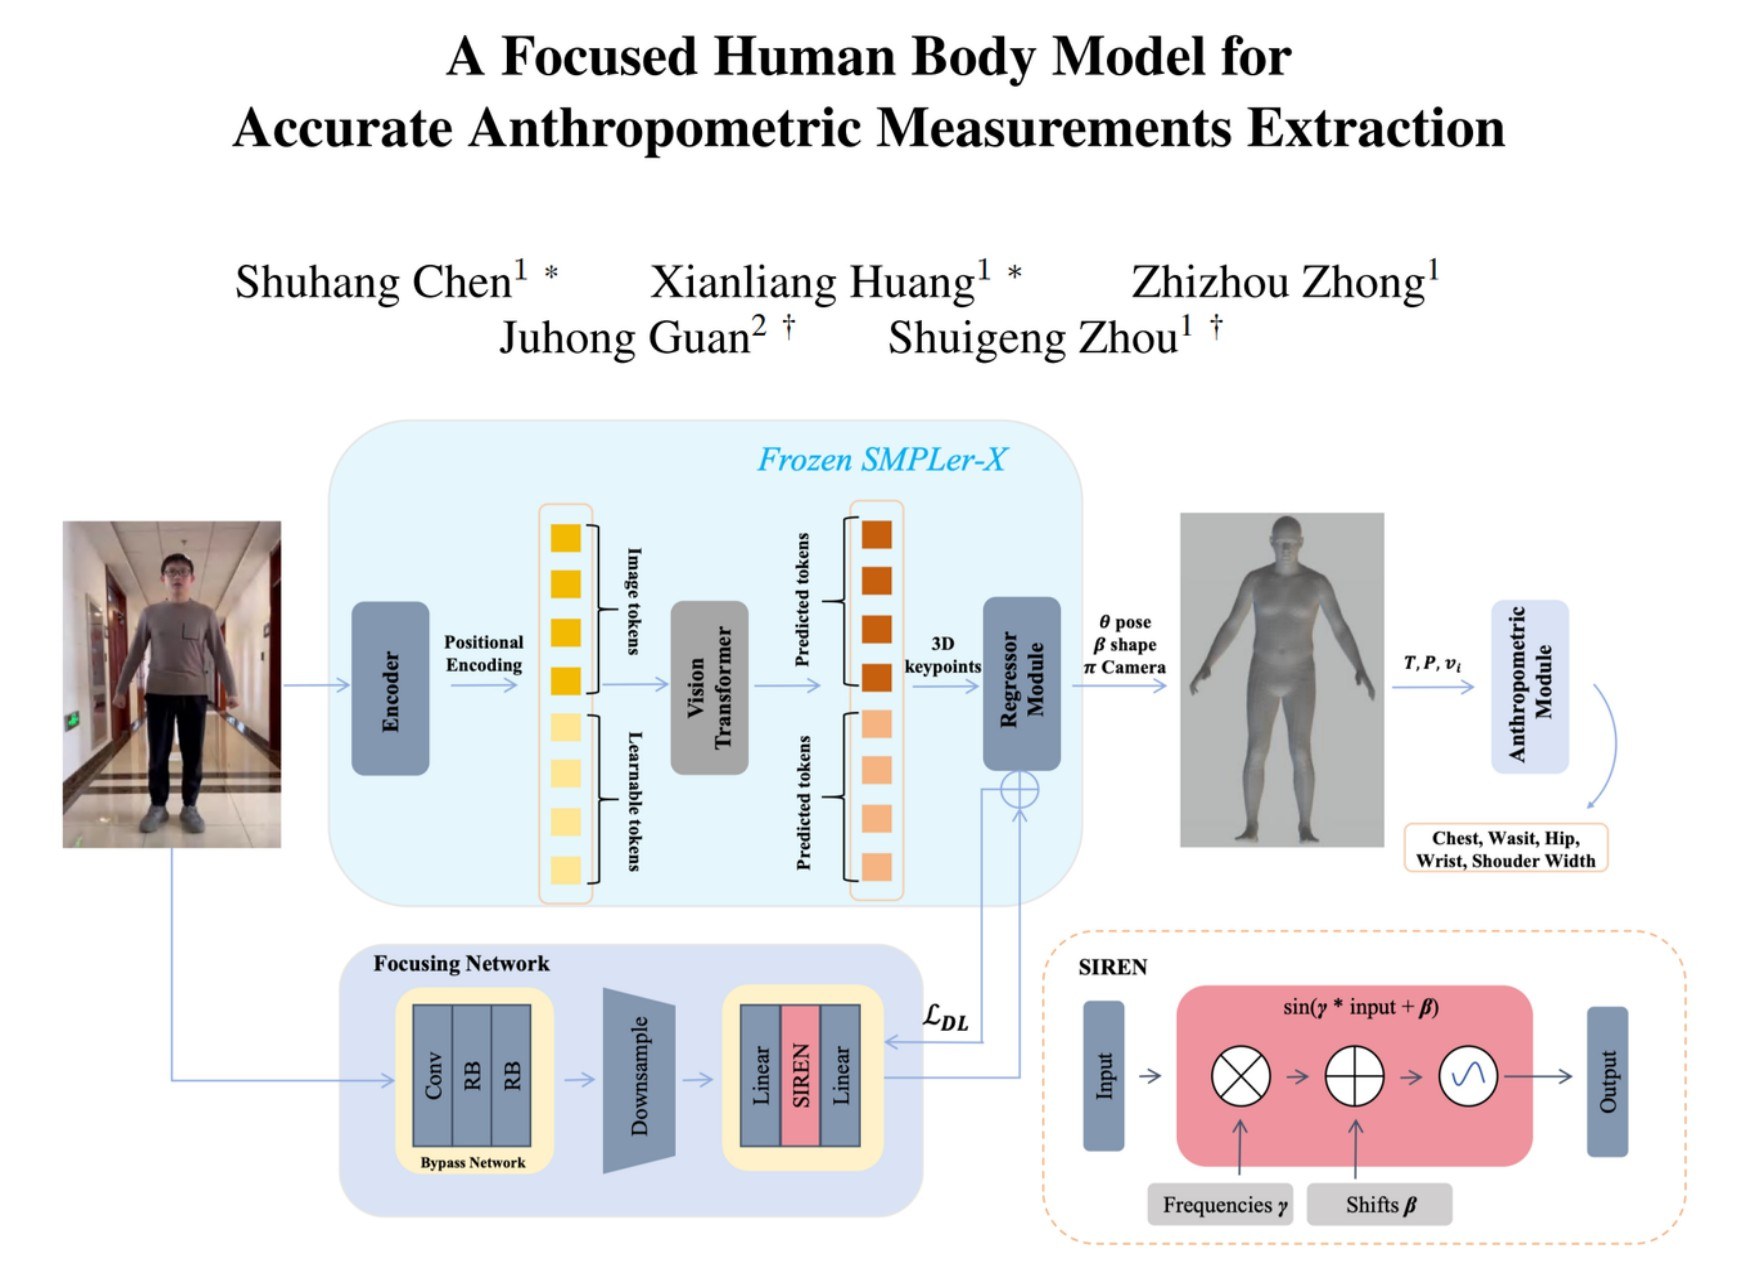 A Focused Human Body Model for
Accurate Anthropometric Measurements Extraction
Shuhang Chen1 * Xianliang Huang1 * Zhizhou Zhong1
Juhong Guan2 † Shuigeng Zhou1 †
Frozen SMPLer-X
Encoder
Positional
Encoding
Image tokens
Learnable tokens
Vision
Transformer
Predicted tokens
Predicted tokens
3D
keypoints
Regressor
Module
θ pose
β shape
π Camera
T, P, vᵢ
Anthropometric
Module
Chest, Wasit, Hip,
Wrist, Shouder Width
Focusing Network
Conv
RB
RB
Bypass Network
Downsample
Linear
SIREN
Linear
ℒDL
SIREN
Input
sin(γ * input + β)
Frequencies γ
Shifts β
Output